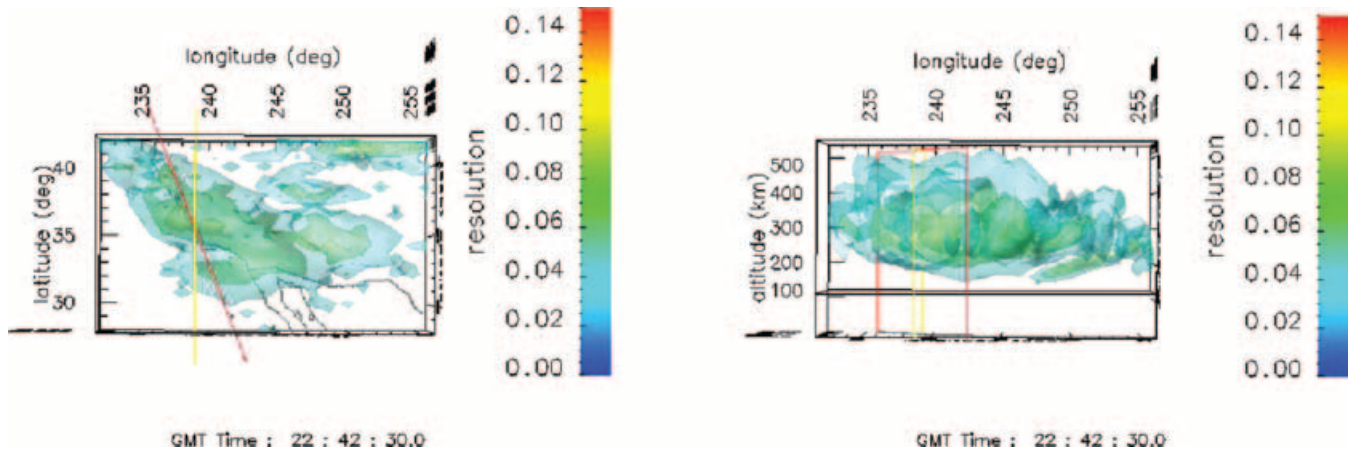 longitude (deg)
235 240 245 250 255
latitude (deg)
40
35
30
resolution
0.14
0.12
0.10
0.08
0.06
0.04
0.02
0.00
GMT Time : 22 : 42 : 30.0
longitude (deg)
235 240 245 250 255
altitude (km)
500
400
300
200
100
resolution
0.14
0.12
0.10
0.08
0.06
0.04
0.02
0.00
GMT Time : 22 : 42 : 30.0